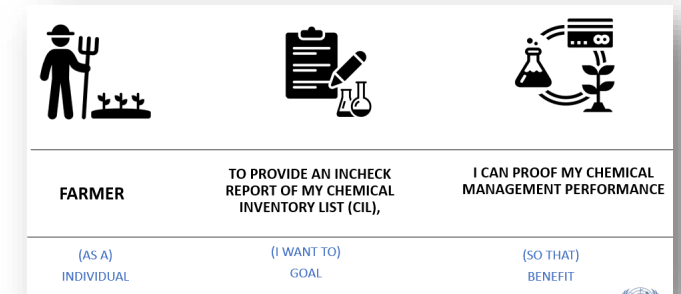 FARMER
TO PROVIDE AN INCHECK
REPORT OF MY CHEMICAL
INVENTORY LIST (CIL),
I CAN PROOF MY CHEMICAL
MANAGEMENT PERFORMANCE
(AS A)
INDIVIDUAL
(I WANT TO)
GOAL
(SO THAT)
BENEFIT